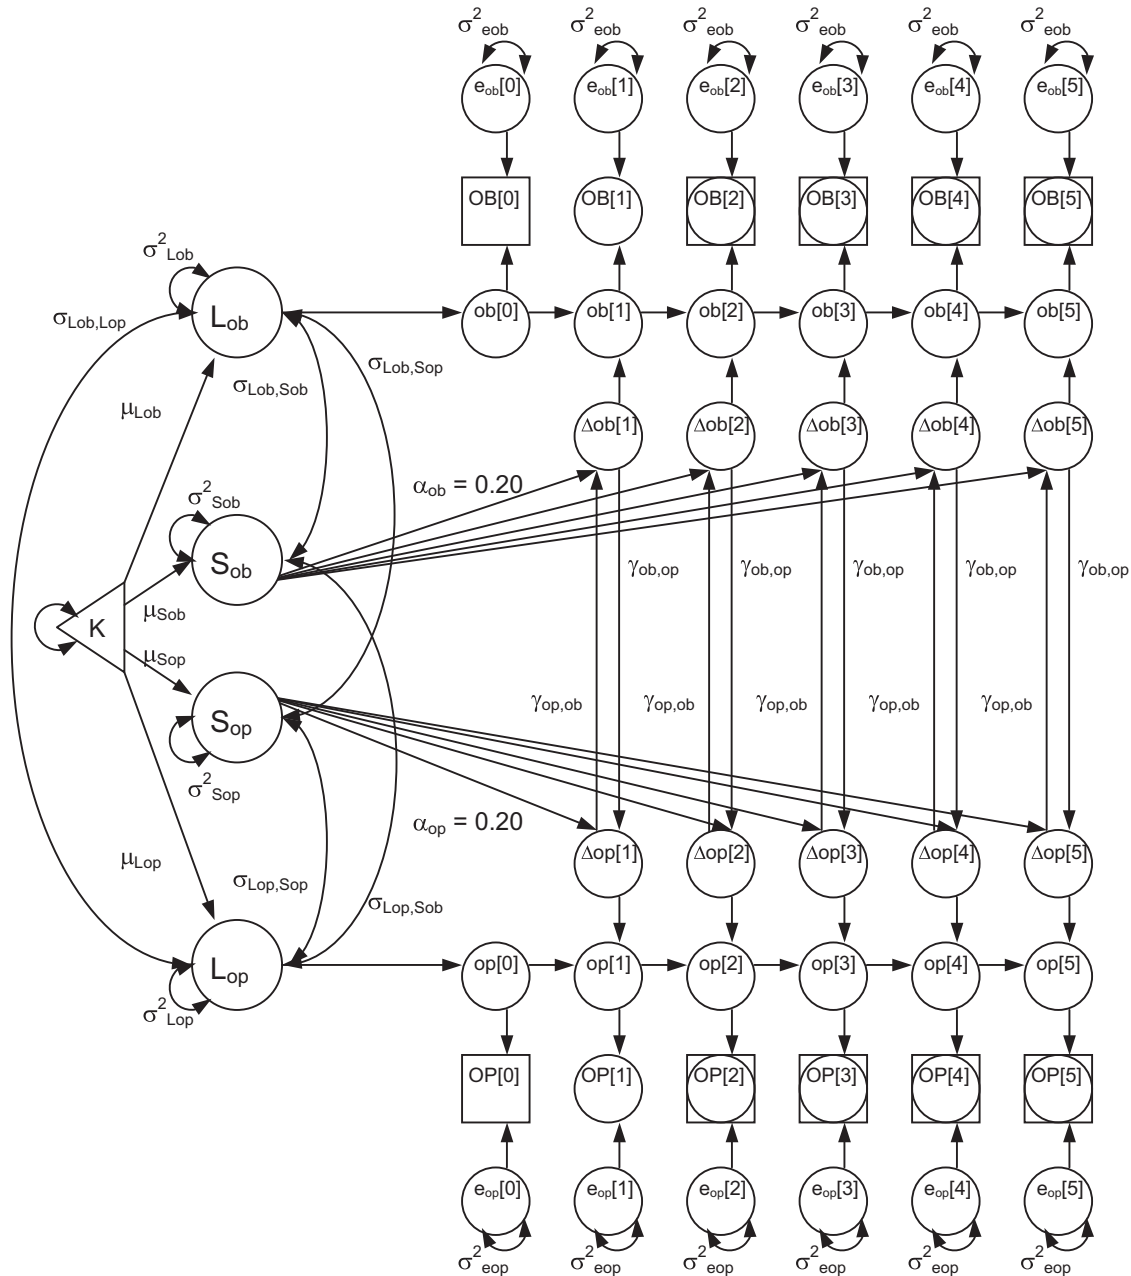 σ²eob σ²eob σ²eob σ²eob σ²eob σ²eob
eob[0] eob[1] eob[2] eob[3] eob[4] eob[5]
OB[0] OB[1] OB[2] OB[3] OB[4] OB[5]
σ²Lob
Lob
ob[0] ob[1] ob[2] ob[3] ob[4] ob[5]
σLob,Lop
σLob,Sop
σLob,Sob
μLob
Δob[1] Δob[2] Δob[3] Δob[4] Δob[5]
αob = 0.20
σ²Sob
Sob
γob,op γob,op γob,op γob,op γob,op
μSob
K
μSop
γop,ob γop,ob γop,ob γop,ob γop,ob
Sop
σ²Sop
αop = 0.20
Δop[1] Δop[2] Δop[3] Δop[4] Δop[5]
μLop
σLop,Sop
σLop,Sob
Lop
op[0] op[1] op[2] op[3] op[4] op[5]
σ²Lop
OP[0] OP[1] OP[2] OP[3] OP[4] OP[5]
eop[0] eop[1] eop[2] eop[3] eop[4] eop[5]
σ²eop σ²eop σ²eop σ²eop σ²eop σ²eop